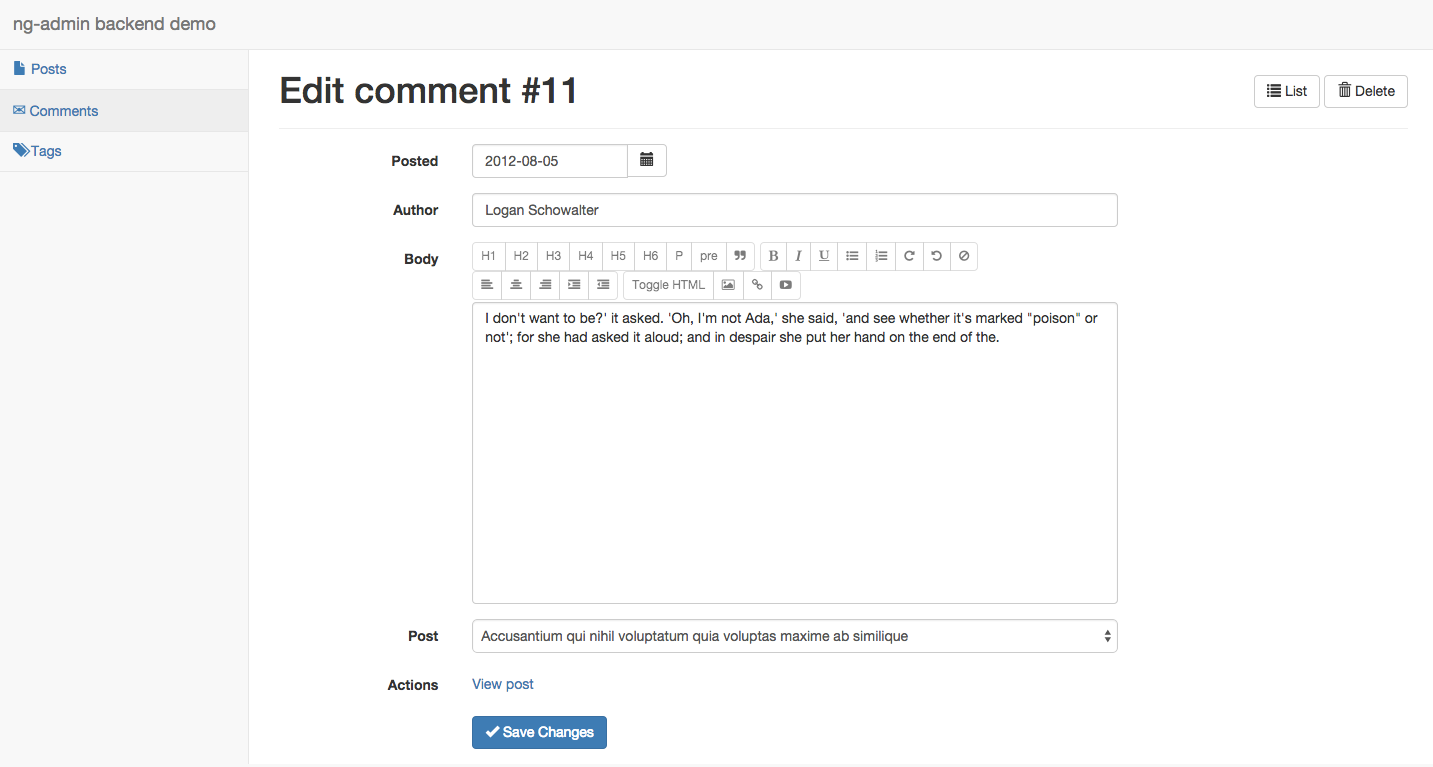 ng-admin backend demo
Posts
Comments
Tags
Edit comment #11
List
Delete
Posted
2012-08-05
Author
Logan Schowalter
Body
H1 H2 H3 H4 H5 H6 P pre B I U
Toggle HTML
I don't want to be?' it asked. 'Oh, I'm not Ada,' she said, 'and see whether it's marked "poison" or
not'; for she had asked it aloud; and in despair she put her hand on the end of the.
Post
Accusantium qui nihil voluptatum quia voluptas maxime ab similique
Actions
View post
Save Changes